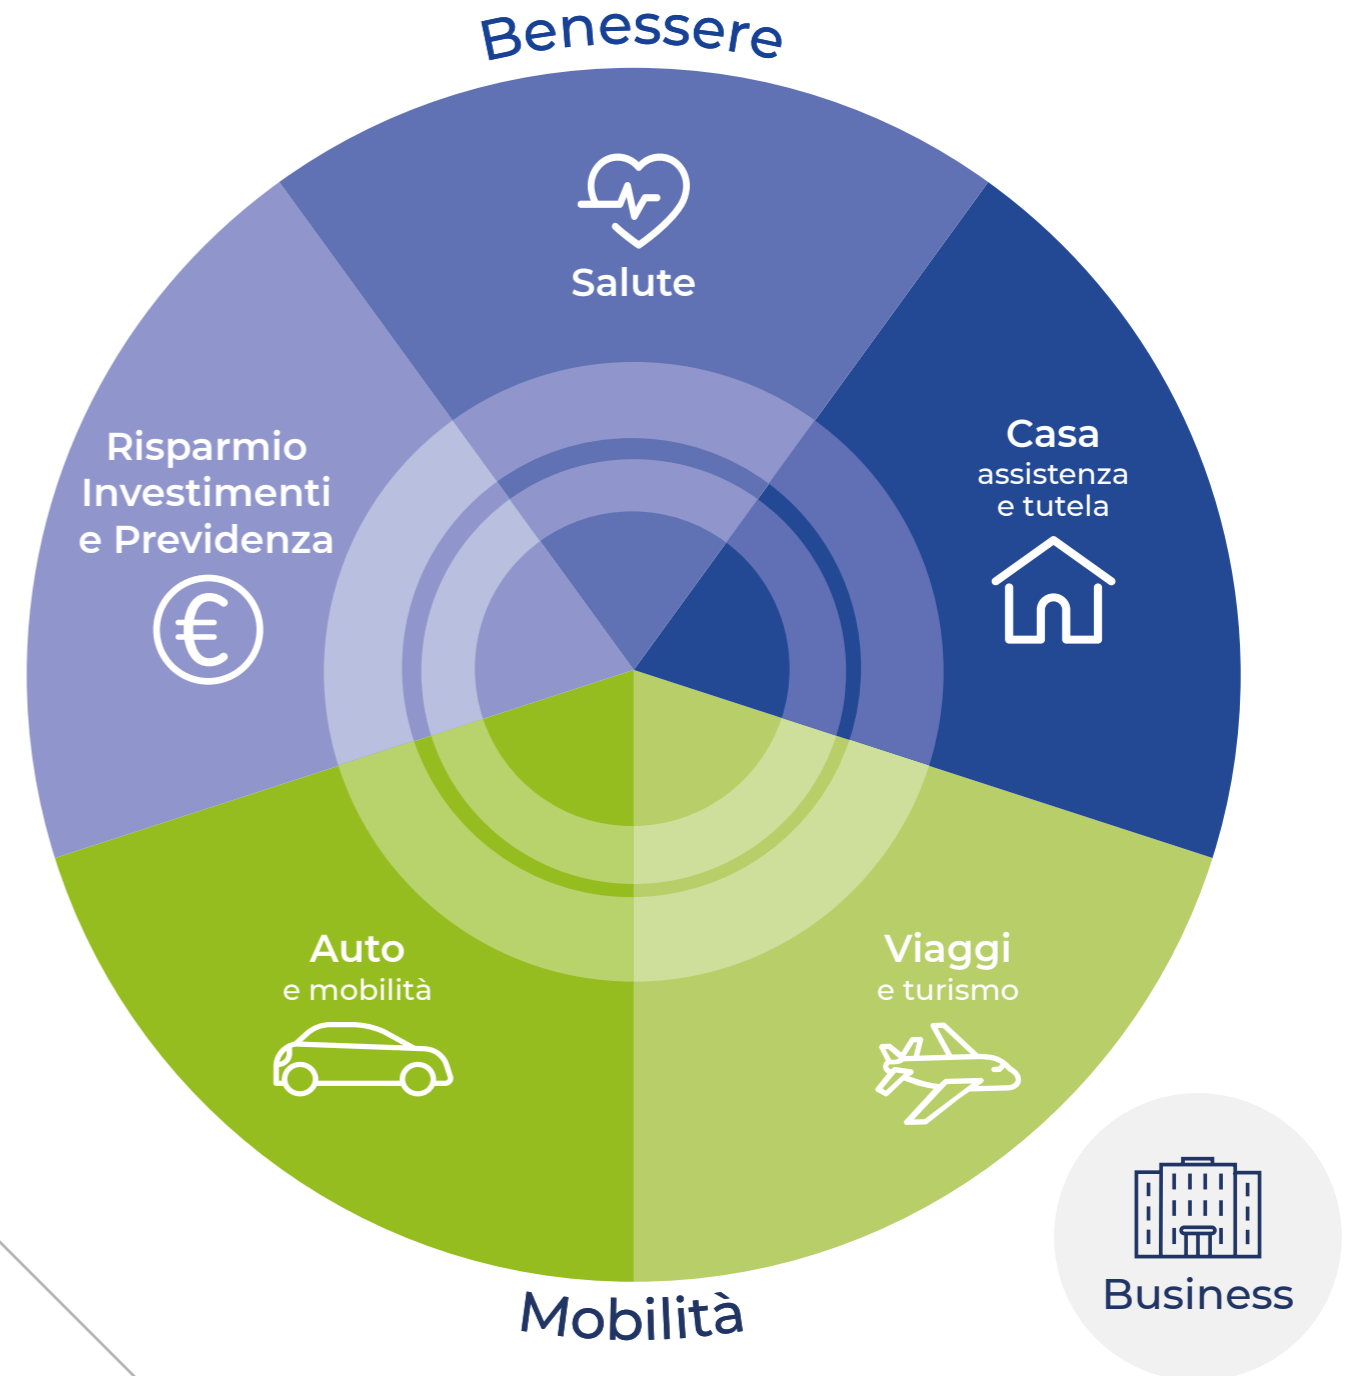 Benessere
Salute
Risparmio
Investimenti
e Previdenza
€
Casa
assistenza
e tutela
Auto
e mobilità
Viaggi
e turismo
Business
Mobilità